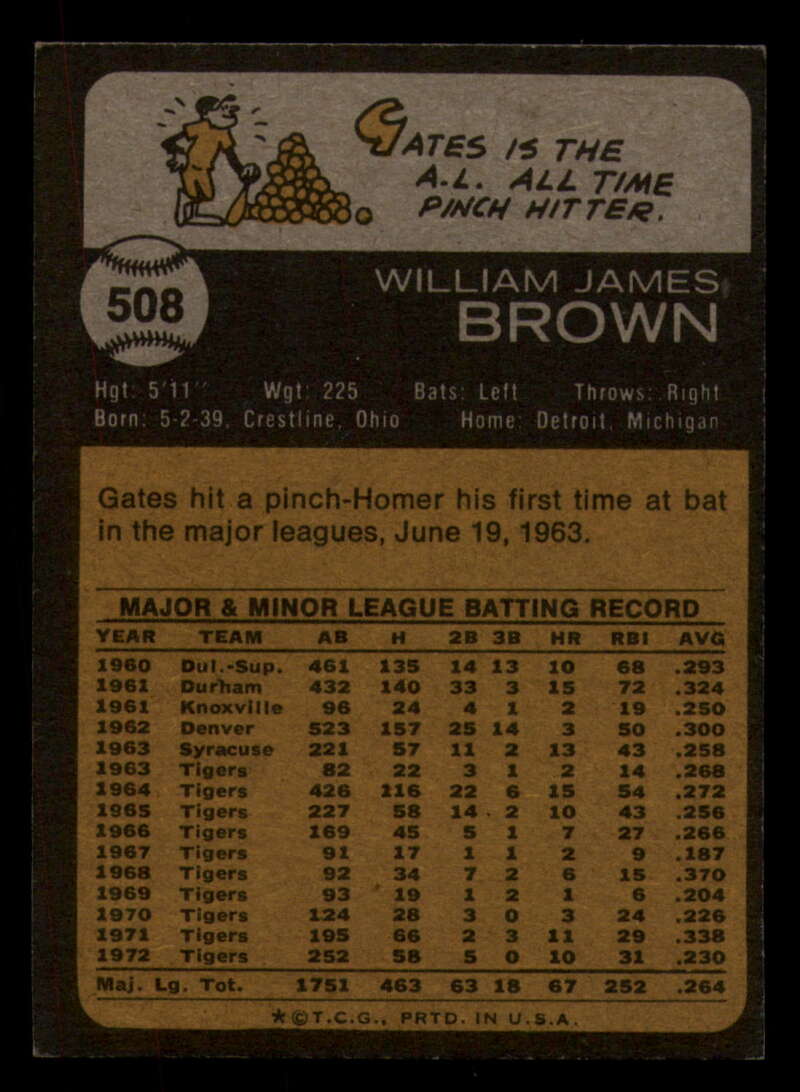 GATES IS THE
A.L. ALL TIME
PINCH HITTER.
508
WILLIAM JAMES
BROWN
Hgt: 5'11" Wgt: 225 Bats: Left Throws: Right
Born: 5-2-39, Crestline, Ohio Home: Detroit, Michigan
Gates hit a pinch-Homer his first time at bat
in the major leagues, June 19, 1963.
MAJOR & MINOR LEAGUE BATTING RECORD
YEAR TEAM AB H 2B 3B HR RBI AVG
1960 Dul.-Sup. 461 135 14 13 10 68 .293
1961 Durham 432 140 33 3 15 72 .324
1961 Knoxville 96 24 4 1 2 19 .250
1962 Denver 523 157 25 14 3 50 .300
1963 Syracuse 221 57 11 2 13 43 .258
1963 Tigers 82 22 3 1 2 14 .268
1964 Tigers 426 116 22 6 15 54 .272
1965 Tigers 227 58 14 2 10 43 .256
1966 Tigers 169 45 5 1 7 27 .266
1967 Tigers 91 17 1 1 2 9 .187
1968 Tigers 92 34 7 2 6 15 .370
1969 Tigers 93 19 1 2 1 6 .204
1970 Tigers 124 28 3 0 3 24 .226
1971 Tigers 195 66 2 3 11 29 .338
1972 Tigers 252 58 5 0 10 31 .230
Maj. Lg. Tot. 1751 463 63 18 67 252 .264
★©T.C.G., PRTD. IN U.S.A.